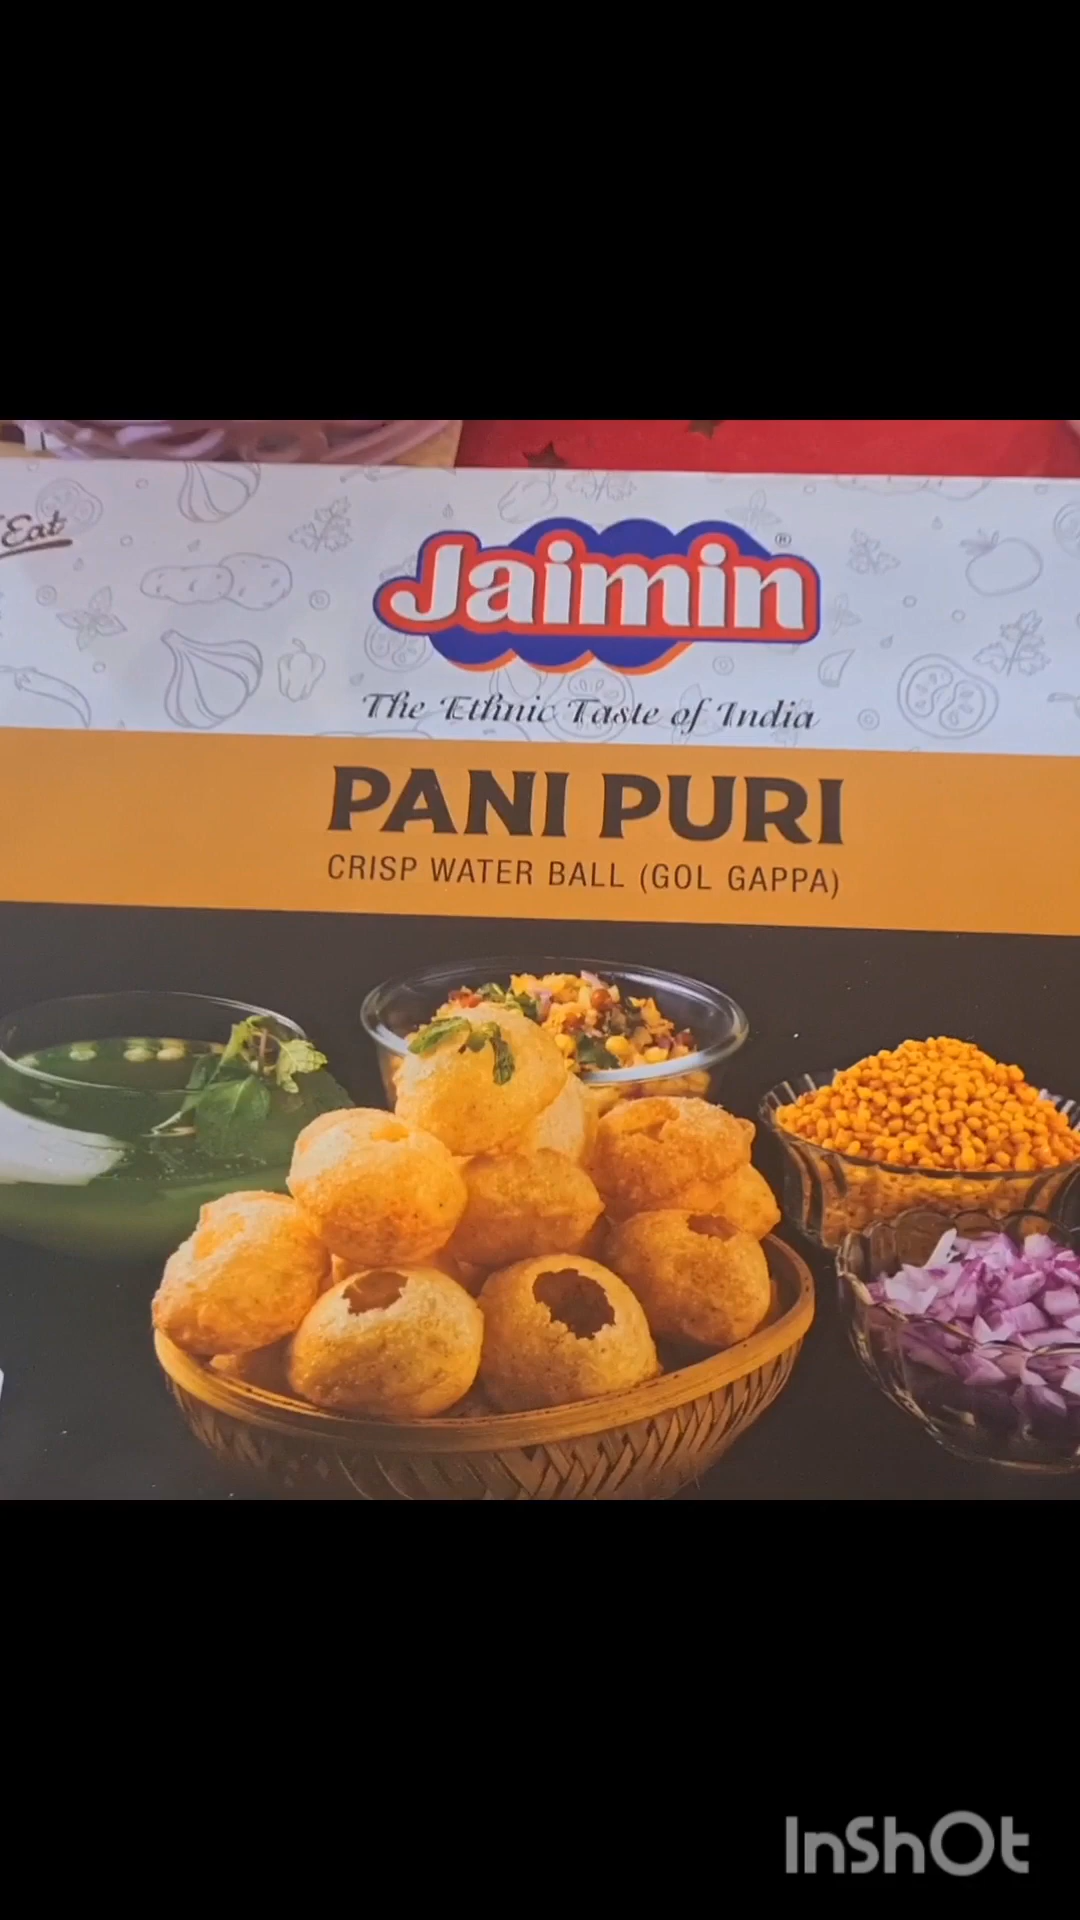 Eat
Jaimin®
The Ethnic Taste of India
PANI PURI
CRISP WATER BALL (GOL GAPPA)
InShOt